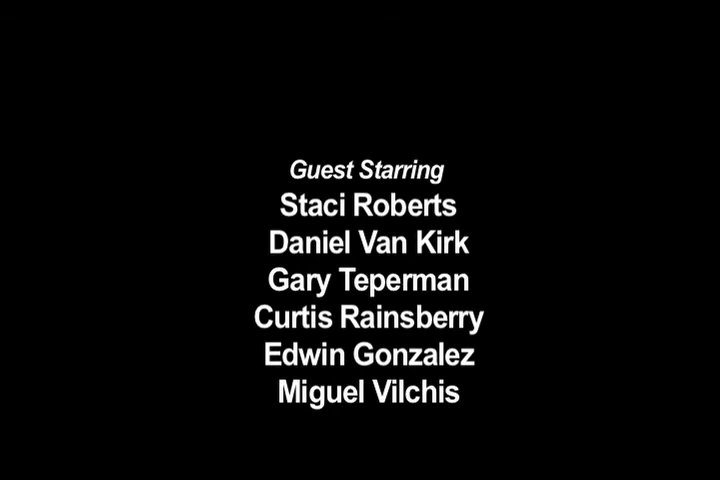 Guest Starring
Staci Roberts
Daniel Van Kirk
Gary Teperman
Curtis Rainsberry
Edwin Gonzalez
Miguel Vilchis